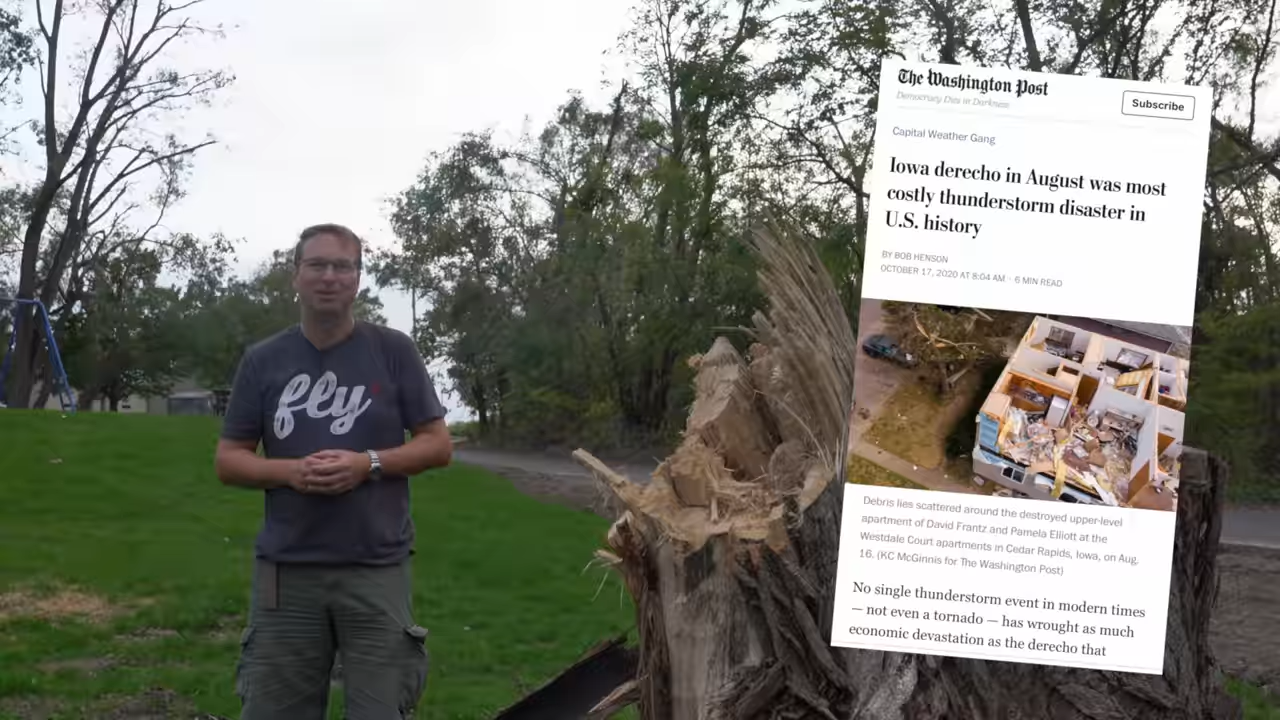 fly
The Washington Post
Democracy Dies in Darkness
Subscribe
Capital Weather Gang
Iowa derecho in August was most
costly thunderstorm disaster in
U.S. history
BY BOB HENSON
OCTOBER 17, 2020 AT 8:04 AM · 6 MIN READ
Debris lies scattered around the destroyed upper-level
apartment of David Frantz and Pamela Elliott at the
Westdale Court apartments in Cedar Rapids, Iowa, on Aug.
16. (KC McGinnis for The Washington Post)
No single thunderstorm event in modern times
— not even a tornado — has wrought as much
economic devastation as the derecho that